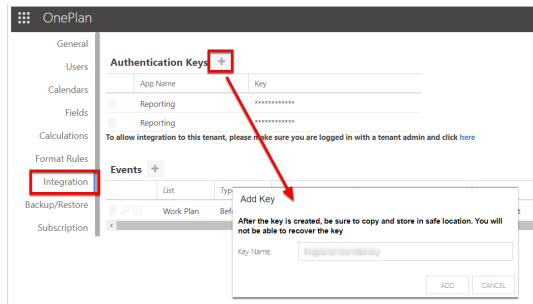 OnePlan
General
Users
Calendars
Fields
Calculations
Format Rules
Integration
Backup/Restore
Subscription
Authentication Keys +
App Name Key
Reporting ************
Reporting ************
To allow integration to this tenant, please make sure you are logged in with a tenant admin and click here
Events +
List
Work Plan
Add Key
After the key is created, be sure to copy and store in safe location. You will
not be able to recover the key
Key Name:
ADD CANCEL